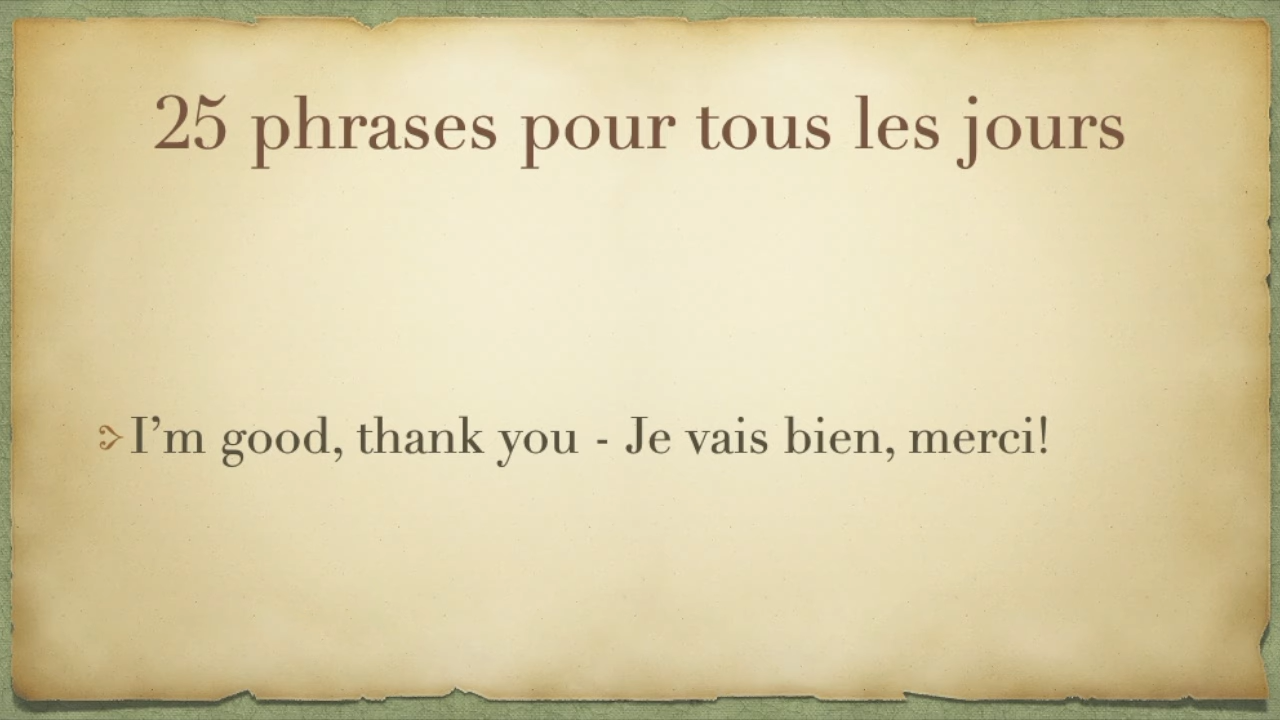 25 phrases pour tous les jours
I'm good, thank you - Je vais bien, merci!